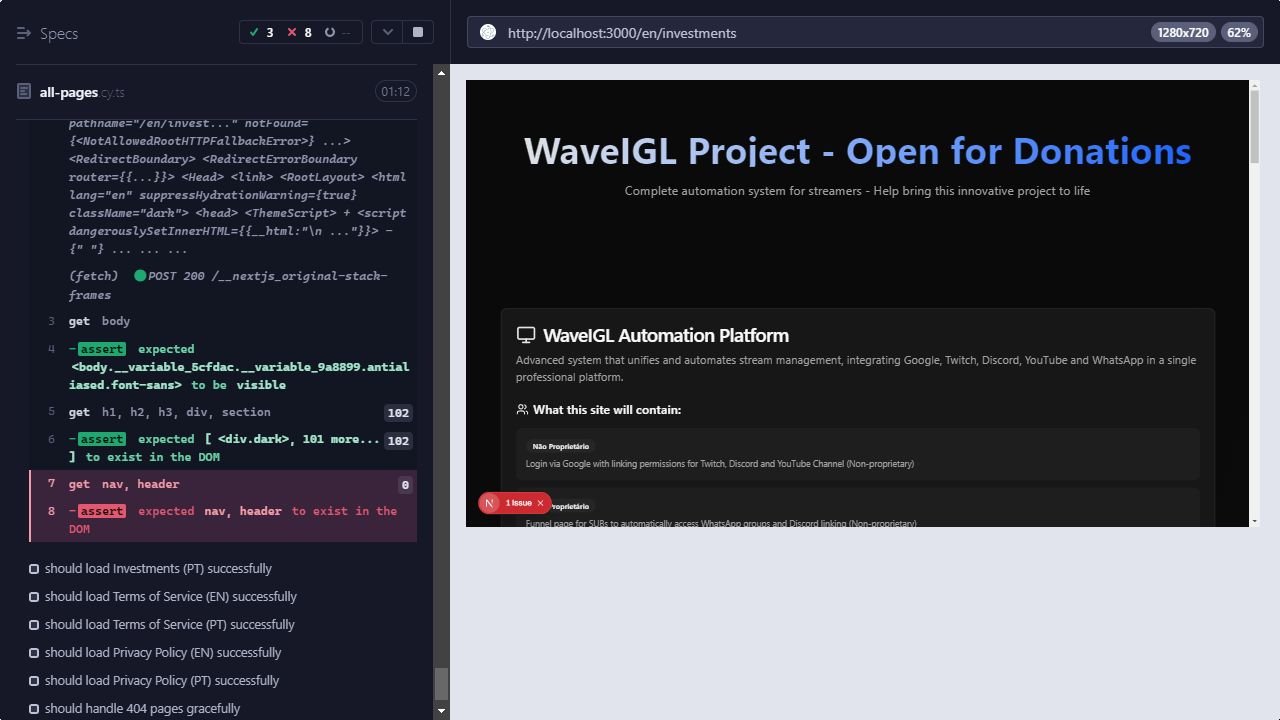 Specs
3
8
--
http://localhost:3000/en/investments
1280x720
62%
all-pages.cy.ts
01:12
pathname="/en/invest..." notFound=
{<NotAllowedRootHTTPFallbackError>} ...>
<RedirectBoundary> <RedirectErrorBoundary
router={{...}}> <Head> <link> <RootLayout> <html
lang="en" suppressHydrationWarning={true}
className="dark"> <head> <ThemeScript> + <script
dangerouslySetInnerHTML={{__html:"\n ..."}}> -
{" "} ... ... ...
(fetch) POST 200 /__nextjs_original-stack-
frames
3 get body
4 -assert expected
<body.__variable_5cfdac.__variable_9a8899.antial
iased.font-sans> to be visible
5 get h1, h2, h3, div, section 102
6 -assert expected [ <div.dark>, 101 more... 102
] to exist in the DOM
7 get nav, header 0
8 -assert expected nav, header to exist in the
DOM
should load Investments (PT) successfully
should load Terms of Service (EN) successfully
should load Terms of Service (PT) successfully
should load Privacy Policy (EN) successfully
should load Privacy Policy (PT) successfully
should handle 404 pages gracefully
WaveIGL Project - Open for Donations
Complete automation system for streamers - Help bring this innovative project to life
WaveIGL Automation Platform
Advanced system that unifies and automates stream management, integrating Google, Twitch, Discord, YouTube and WhatsApp in a single
professional platform.
What this site will contain:
Não Proprietário
Login via Google with linking permissions for Twitch, Discord and YouTube Channel (Non-proprietary)
N 1 Issue ×
oprietário
Funnel page for SUBs to automatically access WhatsApp groups and Discord linking (Non-proprietary)